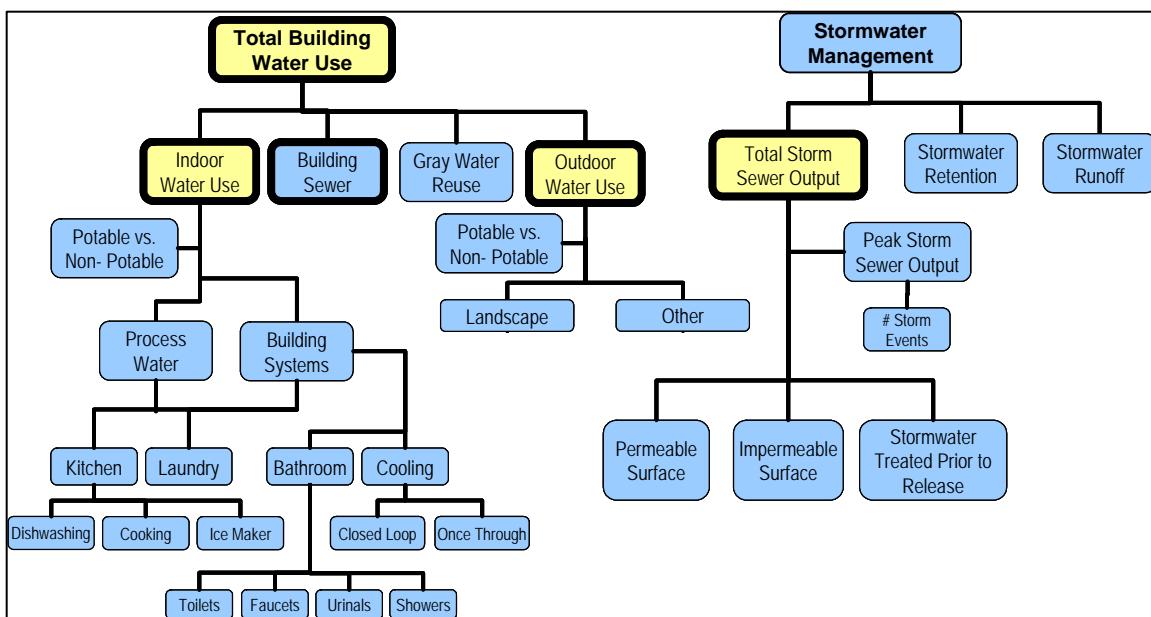 Total Building
Water Use
Stormwater
Management
Indoor
Water Use
Building
Sewer
Gray Water
Reuse
Outdoor
Water Use
Total Storm
Sewer Output
Stormwater
Retention
Stormwater
Runoff
Potable vs.
Non- Potable
Potable vs.
Non- Potable
Peak Storm
Sewer Output
Landscape
Other
# Storm
Events
Process
Water
Building
Systems
Permeable
Surface
Impermeable
Surface
Stormwater
Treated Prior to
Release
Kitchen
Laundry
Bathroom
Cooling
Dishwashing
Cooking
Ice Maker
Closed Loop
Once Through
Toilets
Faucets
Urinals
Showers